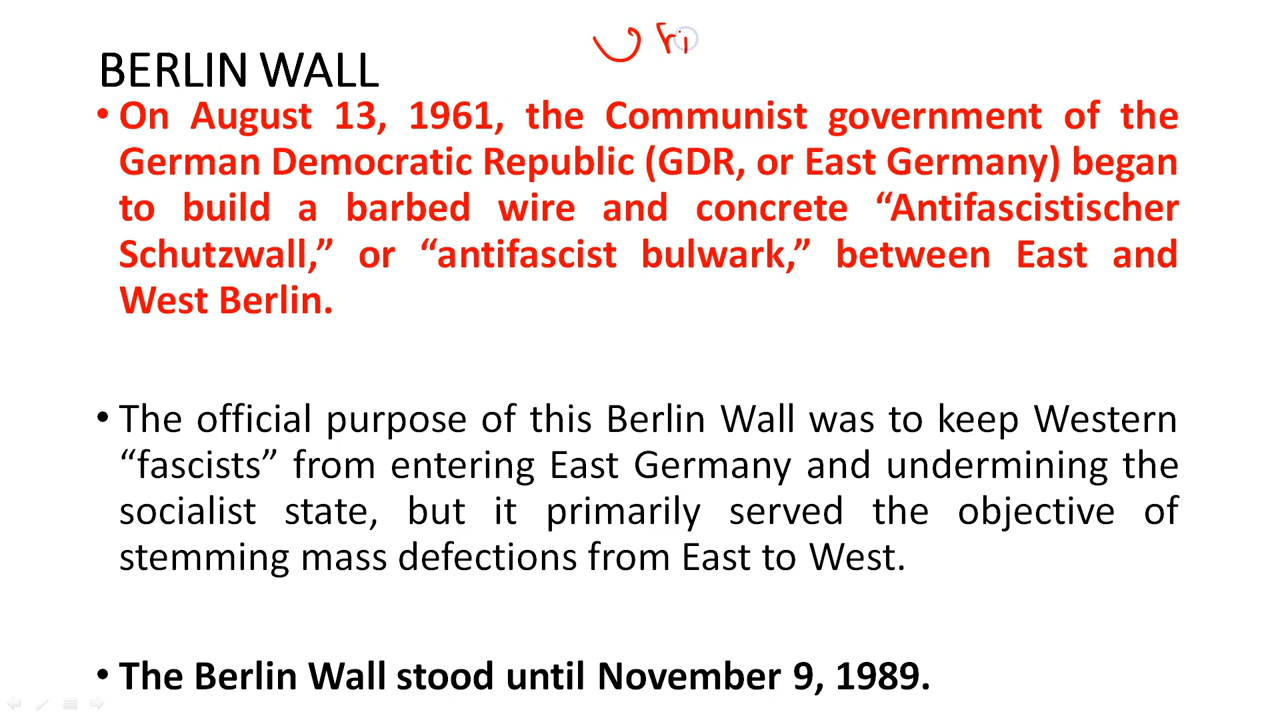 BERLIN WALL
• On August 13, 1961, the Communist government of the
German Democratic Republic (GDR, or East Germany) began
to build a barbed wire and concrete “Antifascistischer
Schutzwall,” or “antifascist bulwark,” between East and
West Berlin.
• The official purpose of this Berlin Wall was to keep Western
“fascists” from entering East Germany and undermining the
socialist state, but it primarily served the objective of
stemming mass defections from East to West.
• The Berlin Wall stood until November 9, 1989.